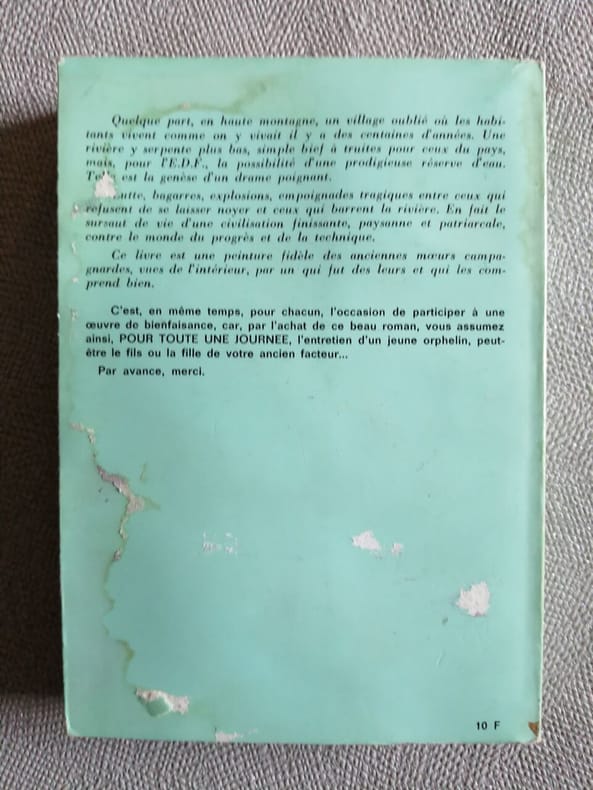 Quelque part, en haute montagne, un village oublié où les habi-
tants vivent comme on y vivait il y a des centaines d'années. Une
rivière y serpente plus bas, simple bief à truites pour ceux du pays,
mais, pour l'E.D.F., la possibilité d'une prodigieuse réserve d'eau.
est la genèse d'un drame poignant.
bagarres, explosions, empoignades tragiques entre ceux qui
refusent de se laisser noyer et ceux qui barrent la rivière. En fait le
sursaut de vie d'une civilisation finissante, paysanne et patriarcale,
contre le monde du progrès et de la technique.
Ce livre est une peinture fidèle des anciennes mœurs campa-
gnardes, vues de l'intérieur, par un qui fut des leurs et qui les com-
prend bien.
C'est, en même temps, pour chacun, l'occasion de participer à une
œuvre de bienfaisance, car, par l'achat de ce beau roman, vous assumez
ainsi, POUR TOUTE UNE JOURNEE, l'entretien d'un jeune orphelin, peut-
être le fils ou la fille de votre ancien facteur...
Par avance, merci.
10 F